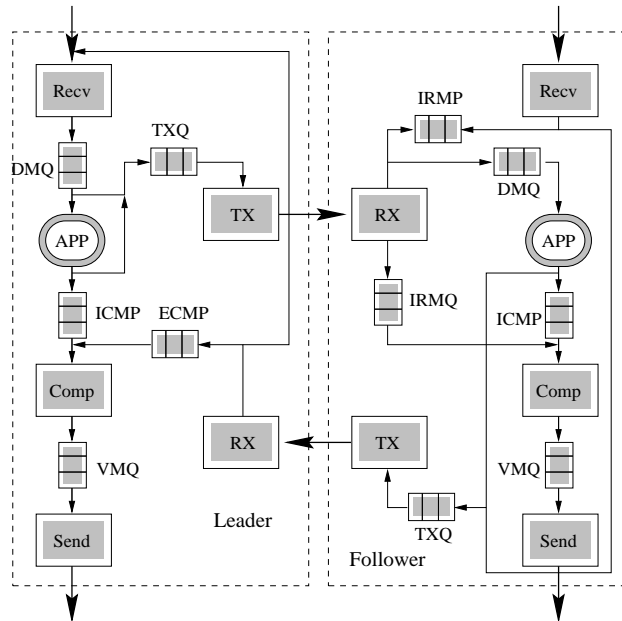 Recv
DMQ
TXQ
TX
APP
ICMP
ECMP
Comp
RX
VMQ
Send
Leader
Recv
IRMP
DMQ
RX
APP
IRMQ
ICMP
Comp
TX
VMQ
TXQ
Send
Follower